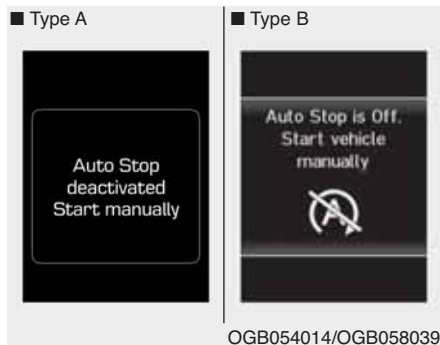 ■ Type A
Auto Stop
deactivated
Start manually
■ Type B
Auto Stop is Off.
Start vehicle
manually
A
OGB054014/OGB058039